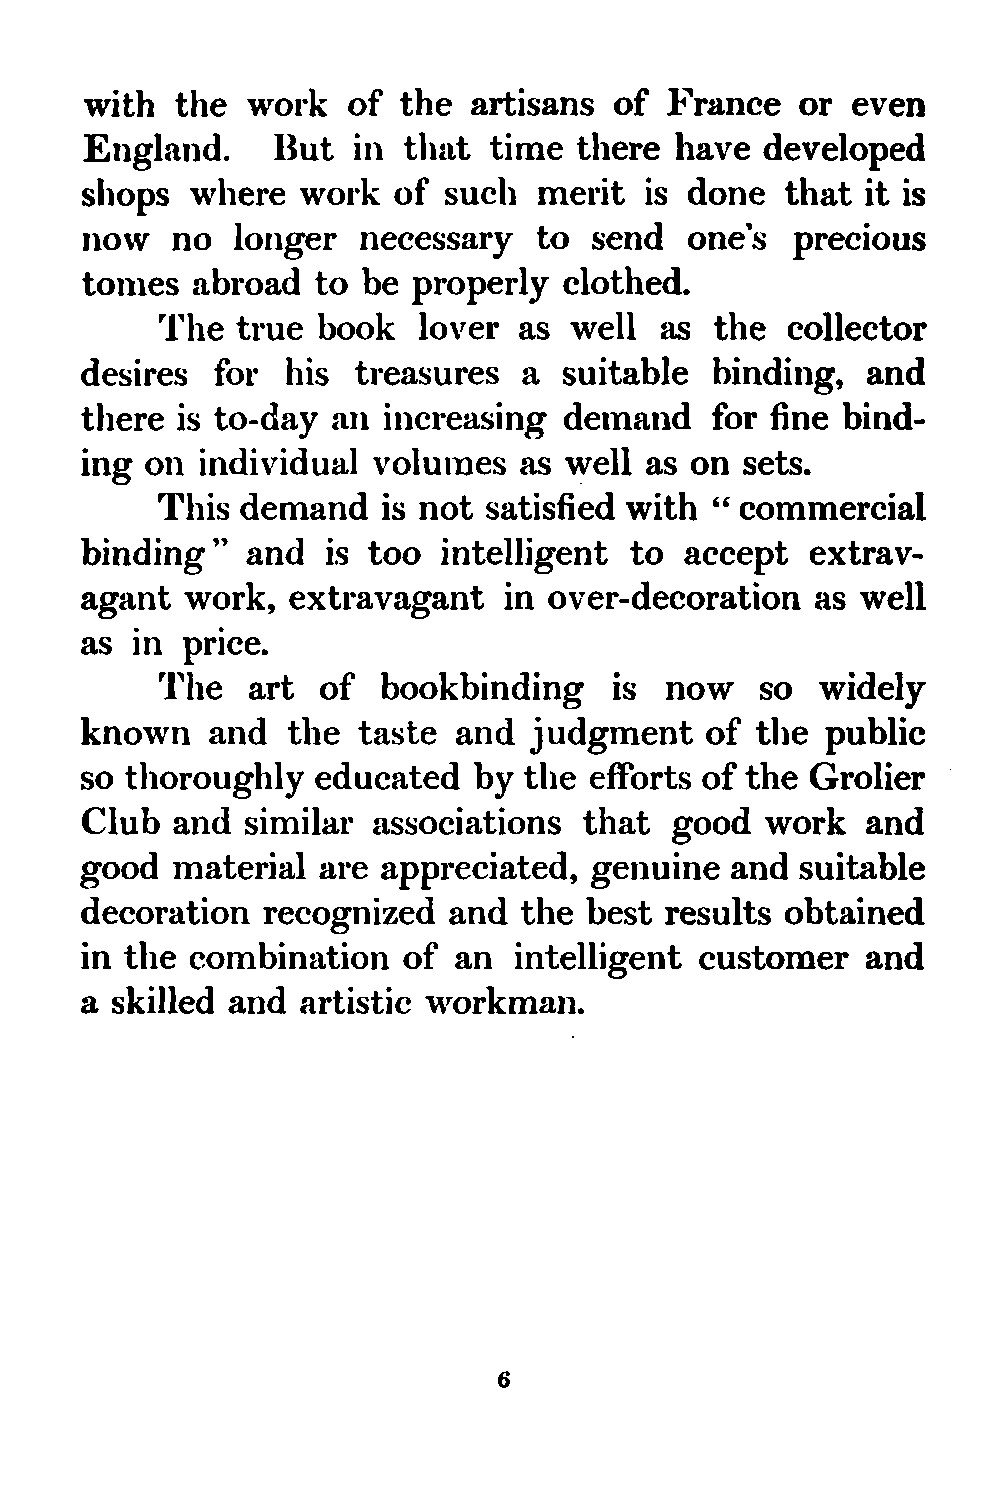 with the work of the artisans of France or even
England. But in that time there have developed
shops where work of such merit is done that it is
now no longer necessary to send one's precious
tomes abroad to be properly clothed.
The true book lover as well as the collector
desires for his treasures a suitable binding, and
there is to-day an increasing demand for fine bind-
ing on individual volumes as well as on sets.
This demand is not satisfied with “ commercial
binding ” and is too intelligent to accept extrav-
agant work, extravagant in over-decoration as well
as in price.
The art of bookbinding is now so widely
known and the taste and judgment of the public
so thoroughly educated by the efforts of the Grolier
Club and similar associations that good work and
good material are appreciated, genuine and suitable
decoration recognized and the best results obtained
in the combination of an intelligent customer and
a skilled and artistic workman.
6